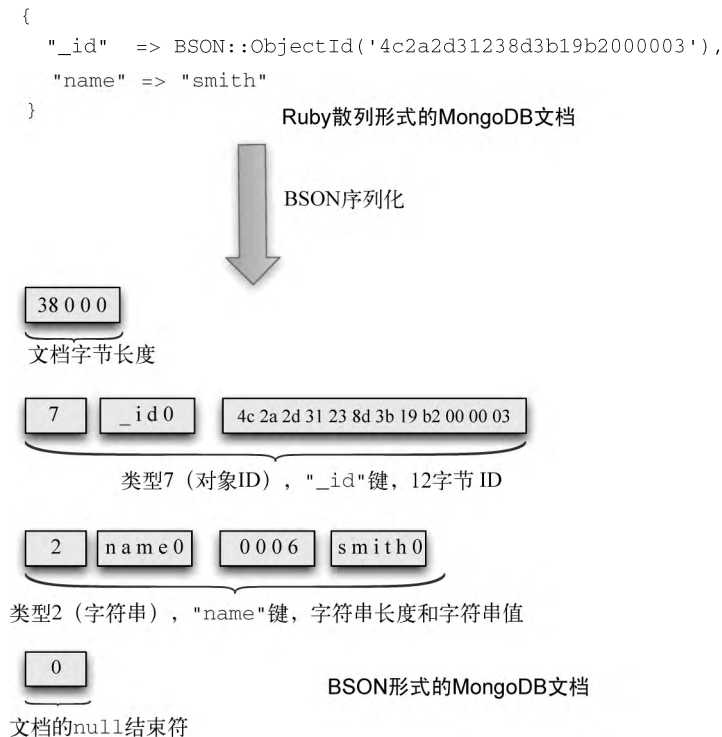 {
"_id" => BSON::ObjectId('4c2a2d31238d3b19b2000003'),
"name" => "smith"
}
Ruby散列形式的MongoDB文档
BSON序列化
38 0 0 0
文档字节长度
7 _ i d 0 4c 2a 2d 31 23 8d 3b 19 b2 00 00 03
类型7（对象ID），"_id"键，12字节 ID
2 n a m e 0 0 0 0 6 s m i t h 0
类型2（字符串），"name"键，字符串长度和字符串值
0
BSON形式的MongoDB文档
文档的null结束符